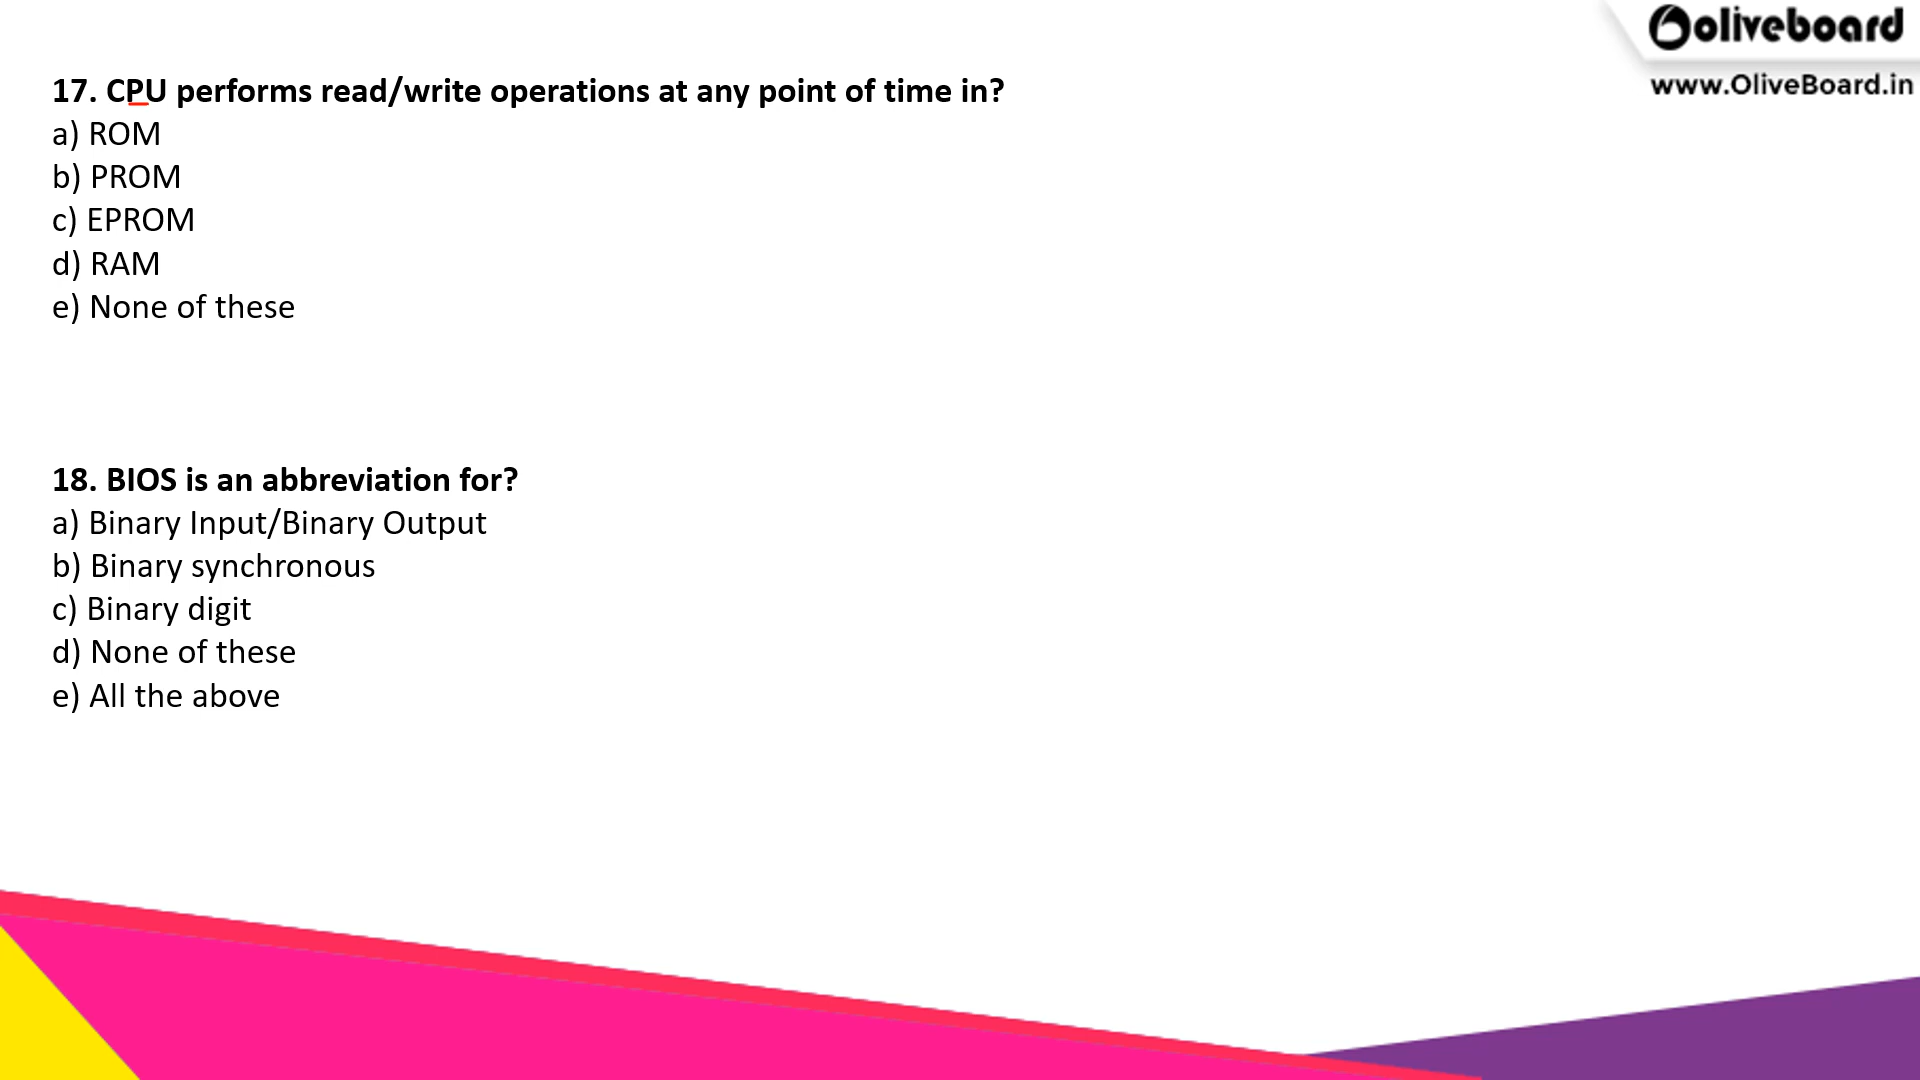 oliveboard
www.OliveBoard.in
17. CPU performs read/write operations at any point of time in?
a) ROM
b) PROM
c) EPROM
d) RAM
e) None of these
18. BIOS is an abbreviation for?
a) Binary Input/Binary Output
b) Binary synchronous
c) Binary digit
d) None of these
e) All the above